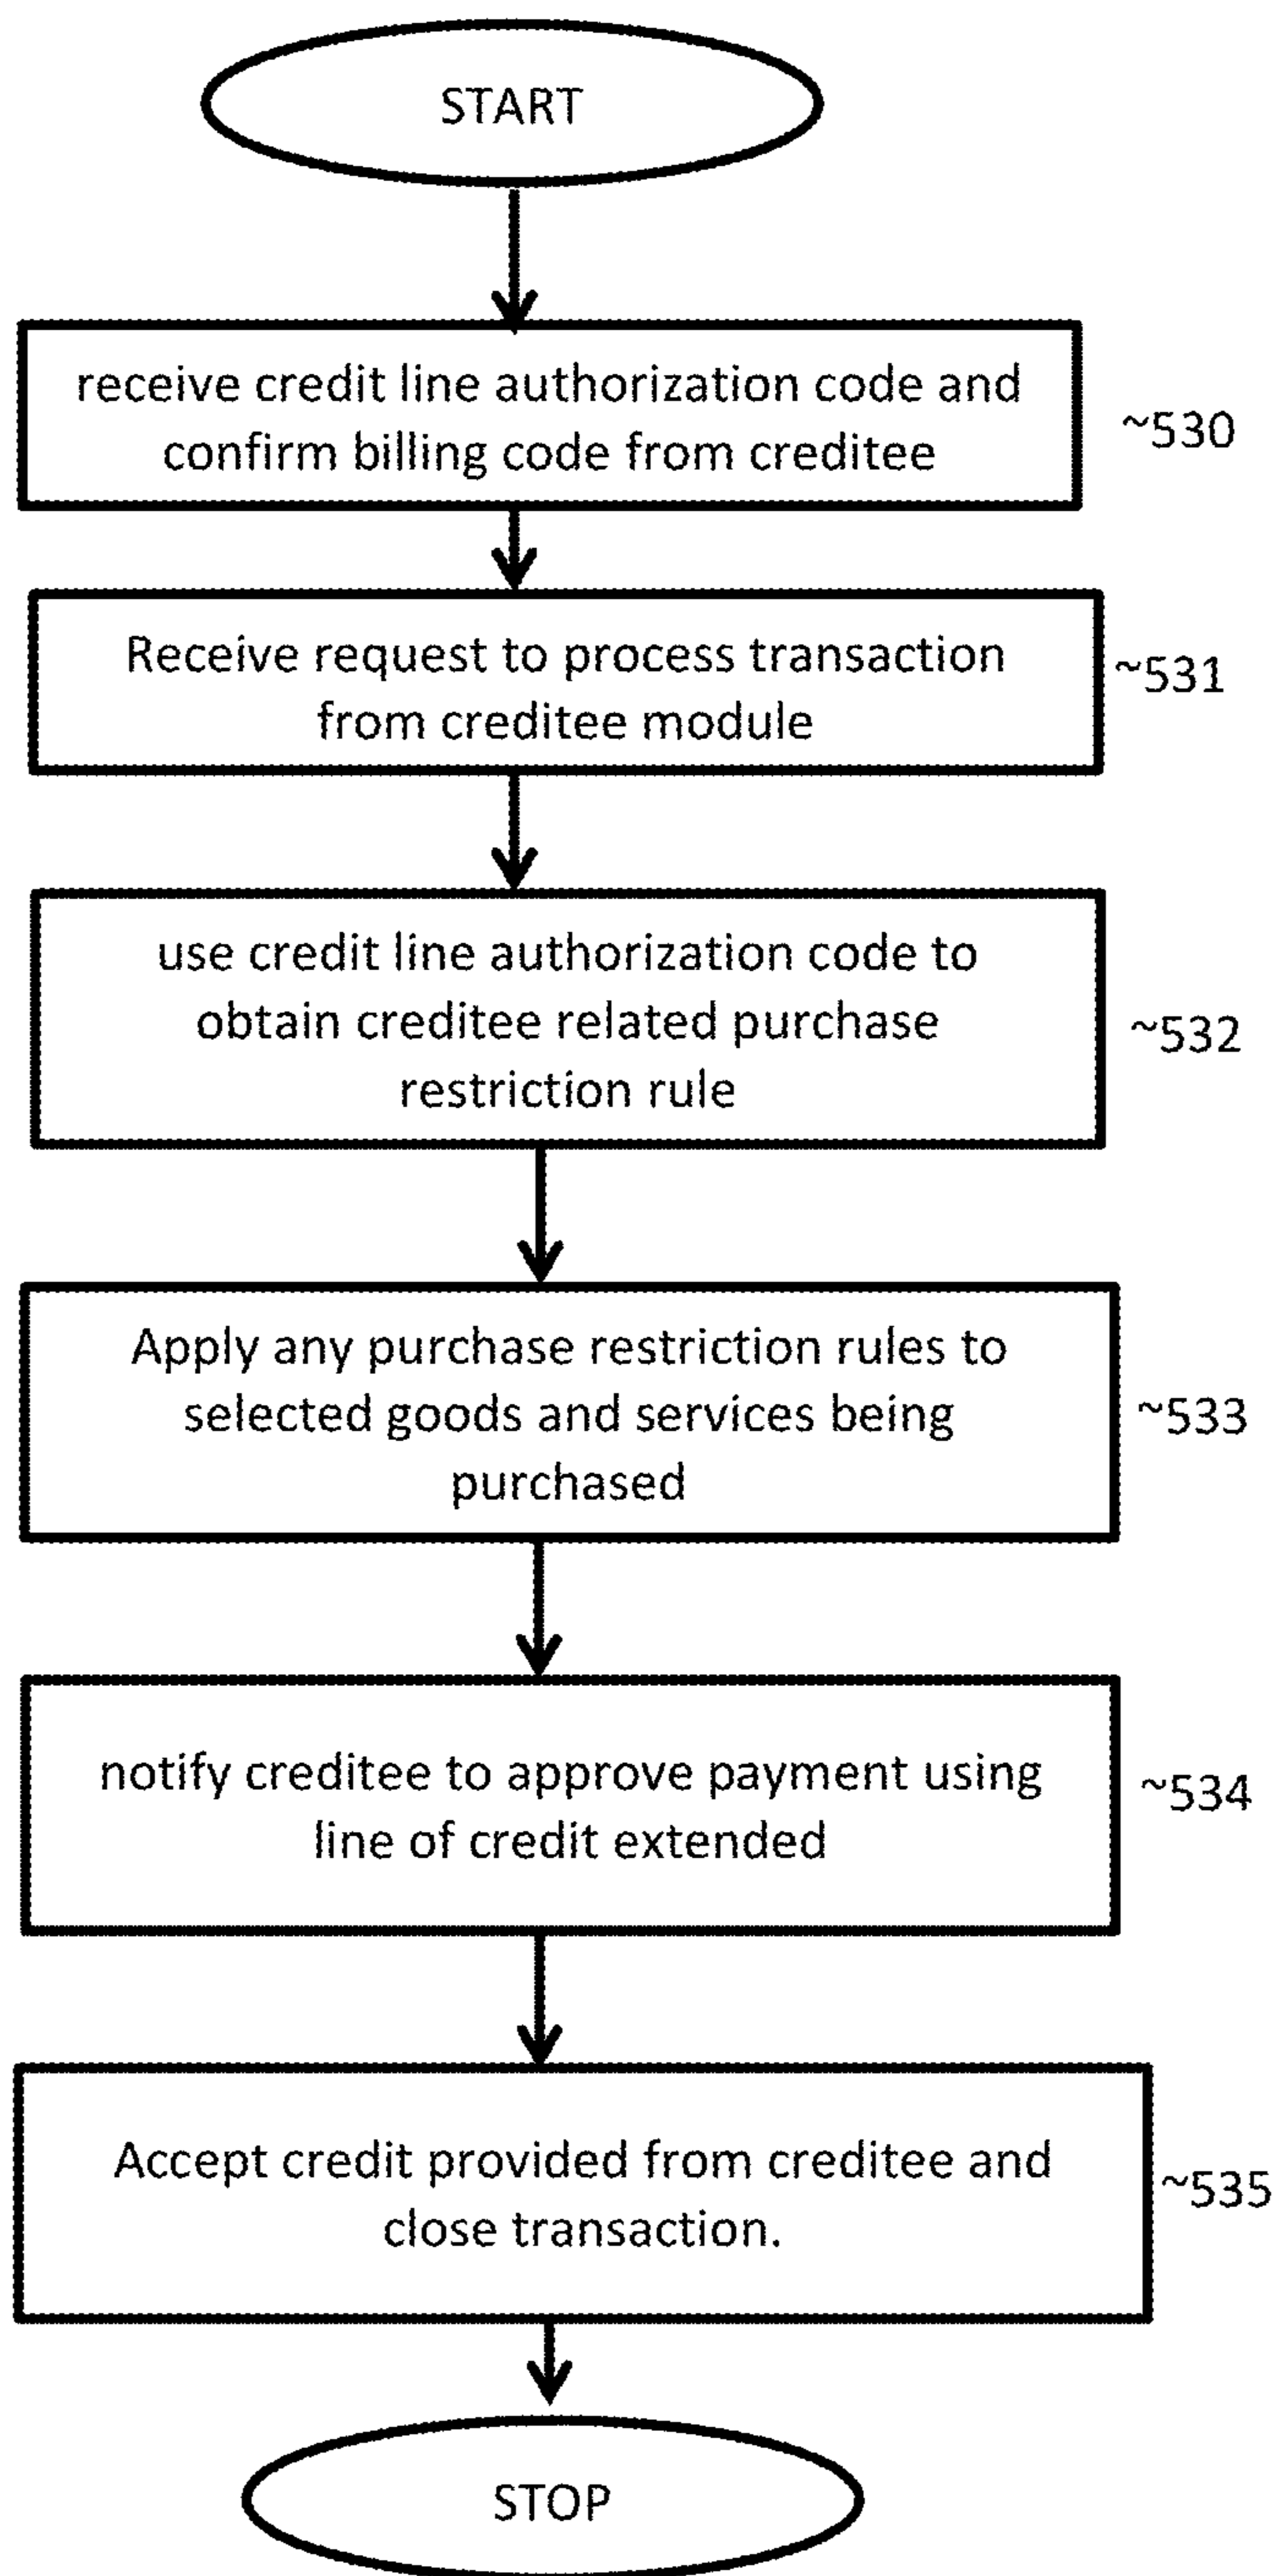 START
receive credit line authorization code and
confirm billing code from creditee
~530
Receive request to process transaction
from creditee module
~531
use credit line authorization code to
obtain creditee related purchase
restriction rule
~532
Apply any purchase restriction rules to
selected goods and services being
purchased
~533
notify creditee to approve payment using
line of credit extended
~534
Accept credit provided from creditee and
close transaction.
~535
STOP